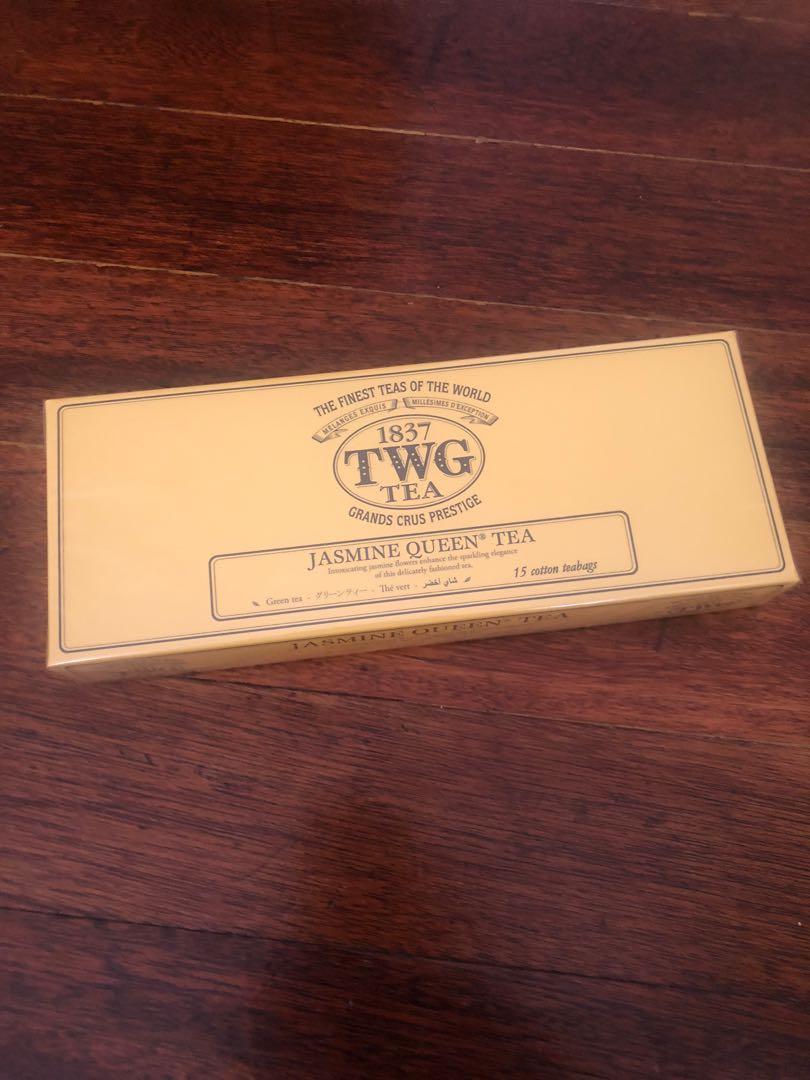 THE FINEST TEAS OF THE WORLD
MÉLANGES EXQUIS MILLÉSIMES D'EXCEPTION
1837
TWG
TEA
GRANDS CRUS PRESTIGE
JASMINE QUEEN® TEA
Intoxicating jasmine flowers enhance the sparkling elegance
of this delicately fashioned tea.
Green tea - グリーンティー - Thé vert - شاي أخضر
15 cotton teabags
JASMINE QUEEN® TEA
TWG